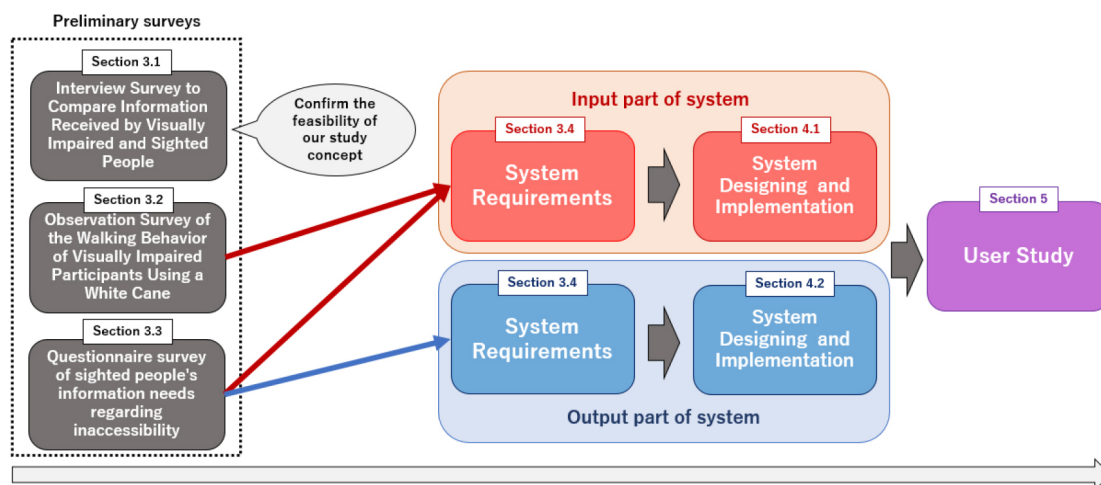 Preliminary surveys
Section 3.1
Interview Survey to
Compare Information
Received by Visually
Impaired and Sighted
People
Confirm the
feasibility of
our study
concept
Section 3.2
Observation Survey of
the Walking Behavior
of Visually Impaired
Participants Using a
White Cane
Section 3.3
Questionnaire survey
of sighted people's
information needs
regarding
inaccessibility
Input part of system
Section 3.4
System
Requirements
Section 4.1
System
Designing and
Implementation
Section 3.4
System
Requirements
Section 4.2
System
Designing and
Implementation
Output part of system
Section 5
User Study